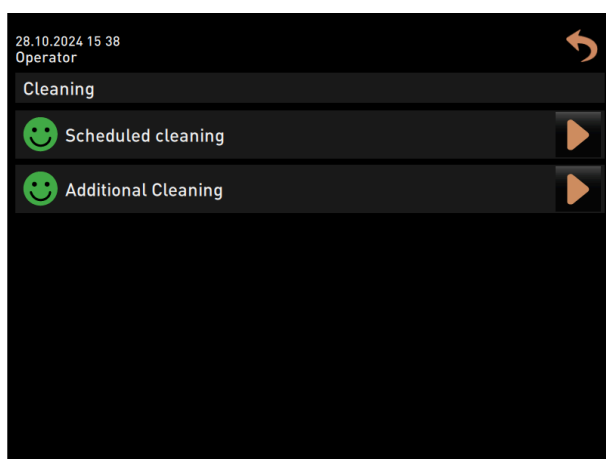 28.10.2024 15 38
Operator
Cleaning
Scheduled cleaning
Additional Cleaning